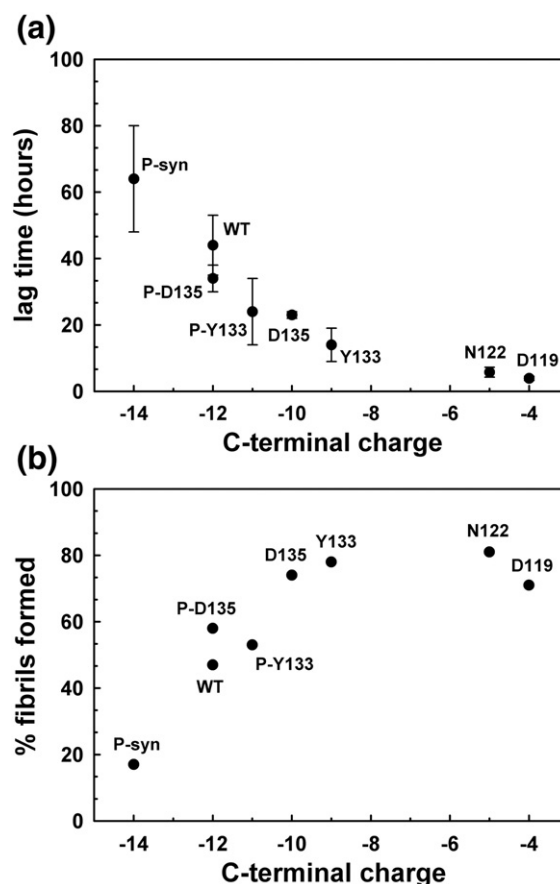 (a)
100
80
60
40
20
0
lag time (hours)
P-syn
WT
P-D135
P-Y133
D135
Y133
N122
D119
-14 -12 -10 -8 -6 -4
C-terminal charge
(b)
100
80
60
40
20
0
% fibrils formed
N122
Y133
D135
D119
P-D135
P-Y133
WT
P-syn
-14 -12 -10 -8 -6 -4
C-terminal charge